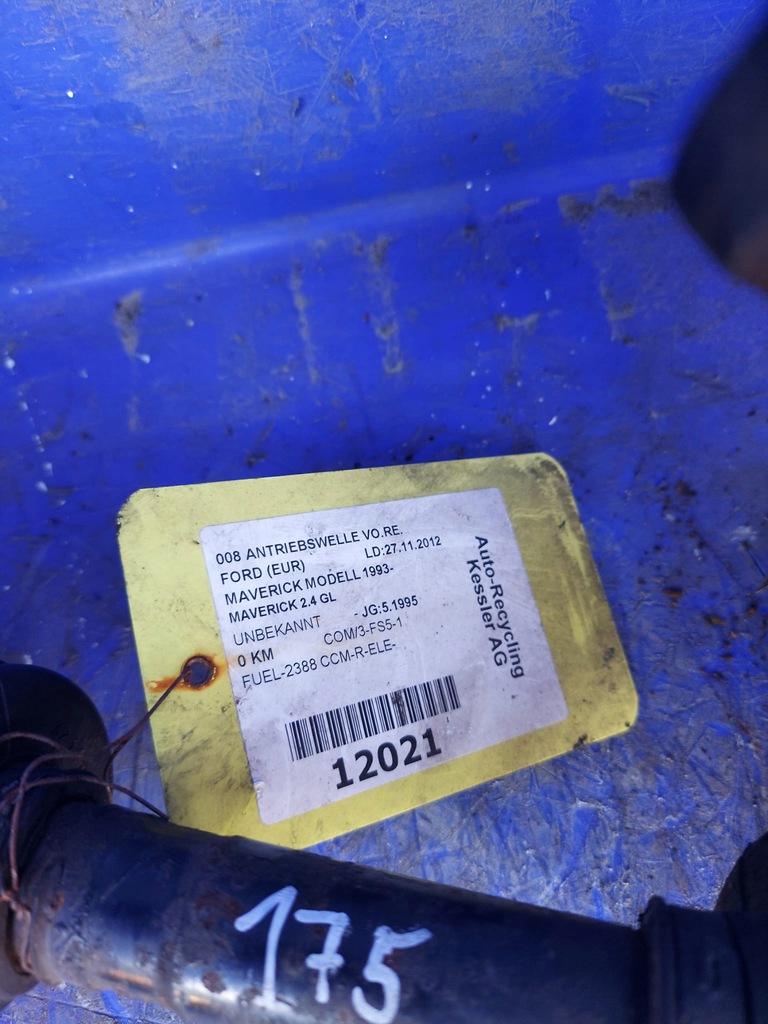 008 ANTRIEBSWELLE VO.RE.
FORD (EUR) LD:27.11.2012
MAVERICK MODELL 1993-
MAVERICK 2.4 GL
UNBEKANNT - JG:5.1995
0 KM COM/3-FS5-1
FUEL-2388 CCM-R-ELE-
12021
Auto-Recycling
Kessler AG
175